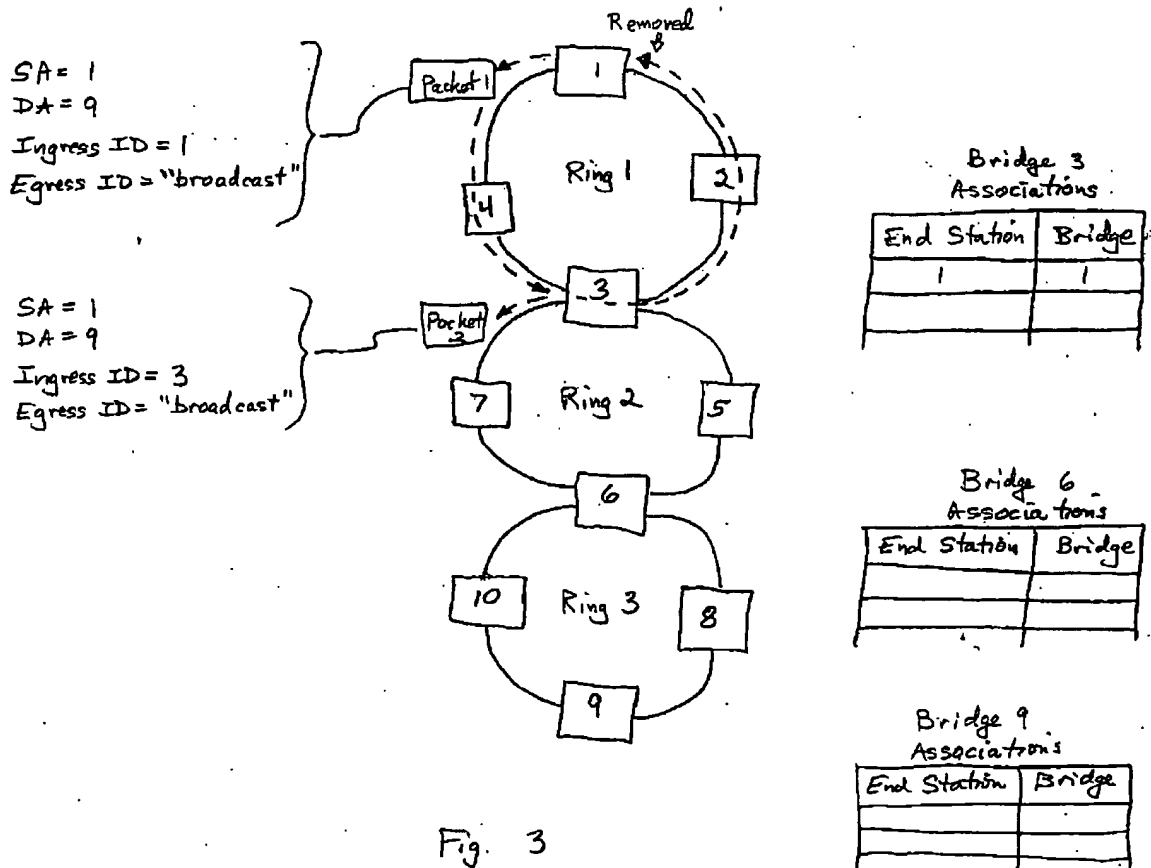 Removed
SA = 1
DA = 9
Ingress ID = 1
Egress ID = "broadcast"
Packet 1
1
Ring 1
2
4
3
SA = 1
DA = 9
Ingress ID = 3
Egress ID = "broadcast"
Packet
2
7
Ring 2
5
6
10
Ring 3
8
9
Bridge 3
Associations
End Station Bridge
1 1
Bridge 6
Associations
End Station Bridge
Bridge 9
Associations
End Station Bridge
Fig. 3